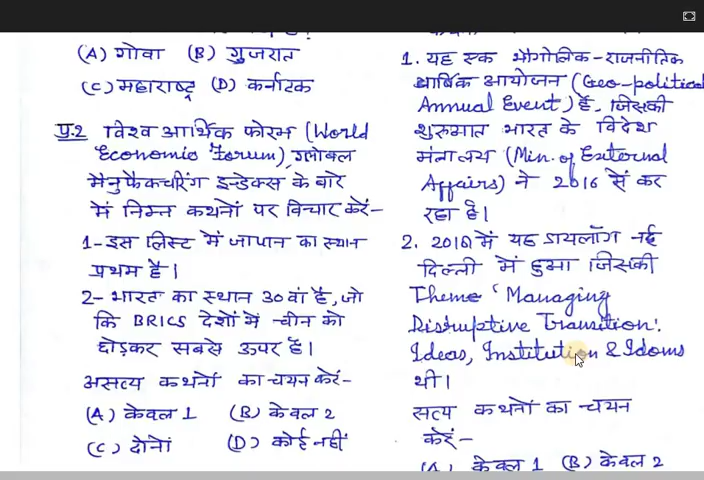 (A) गोवा (B) गुजरात
(C) महाराष्ट्र (D) कर्नाटक
प्र.2 विश्व आर्थिक फोरम (World
Economic Forum), ग्लोबल
मैनुफैक्चरिंग इन्डेक्स के बारे
में निम्न कथनों पर विचार करें-
1- इस लिस्ट में जापान का स्थान
प्रथम है।
2- भारत का स्थान 30 वां है, जो
कि BRICS देशों में चीन को
छोड़कर सबसे ऊपर है।
असत्य कथनों का चयन करें-
(A) केवल 1 (B) केवल 2
(C) दोनों (D) कोई नहीं
1. यह एक भौगोलिक-राजनीतिक
वार्षिक आयोजन (Geo-political
Annual Event) है, जिसकी
शुरुआत भारत के विदेश
मंत्रालय (Min. of External
Affairs) ने 2016 से कर
रहा है।
2. 2018 में यह डायलॉग नई
दिल्ली में हुआ जिसकी
Theme 'Managing
Disruptive Transition:
Ideas, Institution & Idoms
थी।
सत्य कथनों का चयन
करें-
(A) केवल 1 (B) केवल 2